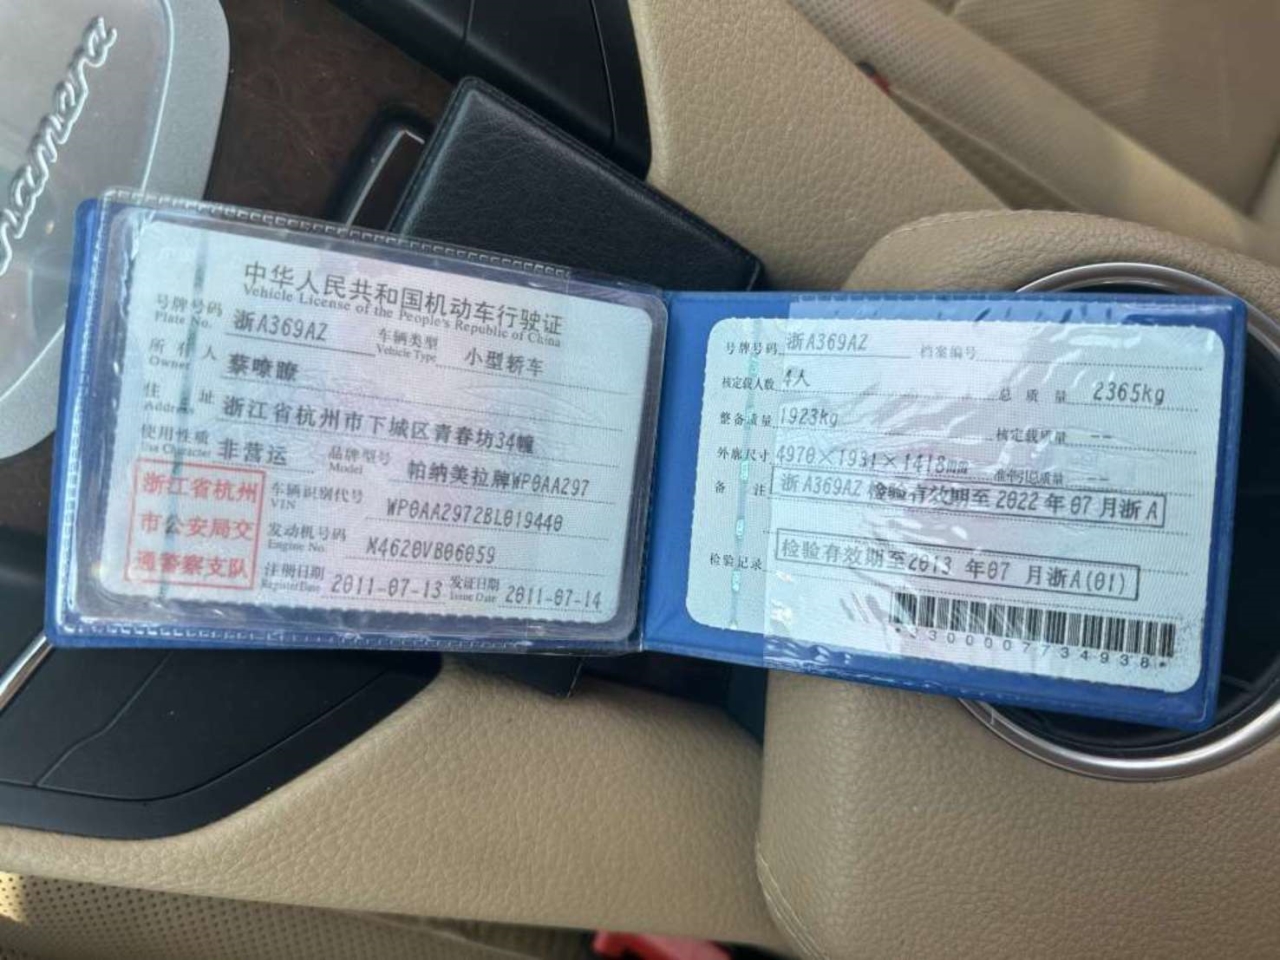 namera
中华人民共和国机动车行驶证
Vehicle License of the People's Republic of China
号牌号码 浙A369AZ 车辆类型 小型轿车
Plate No. Vehicle Type
所有人 蔡嘹瞭
Owner
住址 浙江省杭州市下城区青春坊34幢
Address
使用性质 非营运 品牌型号 帕纳美拉牌WP0AA297
Use Character Model
浙江省杭州
市公安局交
通警察支队
车辆识别代号 WP0AA2972BL019440
VIN
发动机号码 M4620VB06059
Engine No.
注册日期 2011-07-13 发证日期 2011-07-14
Register Date Issue Date
号牌号码 浙A369AZ 档案编号
核定载人数 4人 总质量 2365kg
整备质量 1923kg 核定载质量 --
外廓尺寸 4970×1931×1418mm 准牵引总质量 --
备注 浙A369AZ 检验有效期至2022年07月浙A
检验记录 检验有效期至2013年07月浙A(01)
*3300007734938*